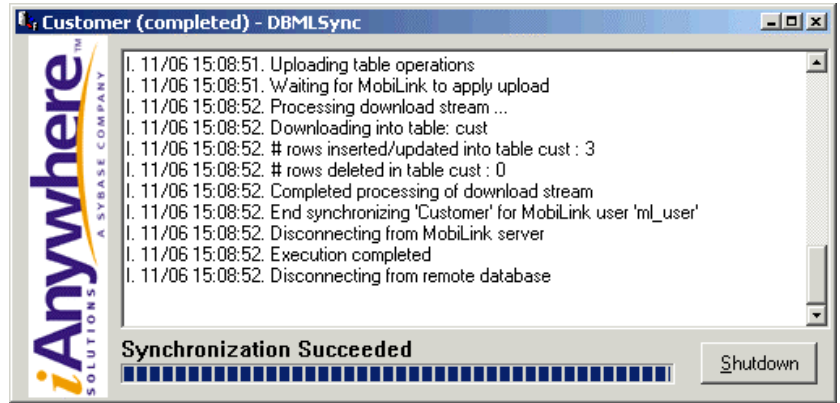 Customer (completed) - DBMLSync
iAnywhere™
SOLUTIONS
A SYBASE COMPANY
I. 11/06 15:08:51. Uploading table operations
I. 11/06 15:08:51. Waiting for MobiLink to apply upload
I. 11/06 15:08:52. Processing download stream ...
I. 11/06 15:08:52. Downloading into table: cust
I. 11/06 15:08:52. # rows inserted/updated into table cust : 3
I. 11/06 15:08:52. # rows deleted in table cust : 0
I. 11/06 15:08:52. Completed processing of download stream
I. 11/06 15:08:52. End synchronizing 'Customer' for MobiLink user 'ml_user'
I. 11/06 15:08:52. Disconnecting from MobiLink server
I. 11/06 15:08:52. Execution completed
I. 11/06 15:08:52. Disconnecting from remote database
Synchronization Succeeded
Shutdown